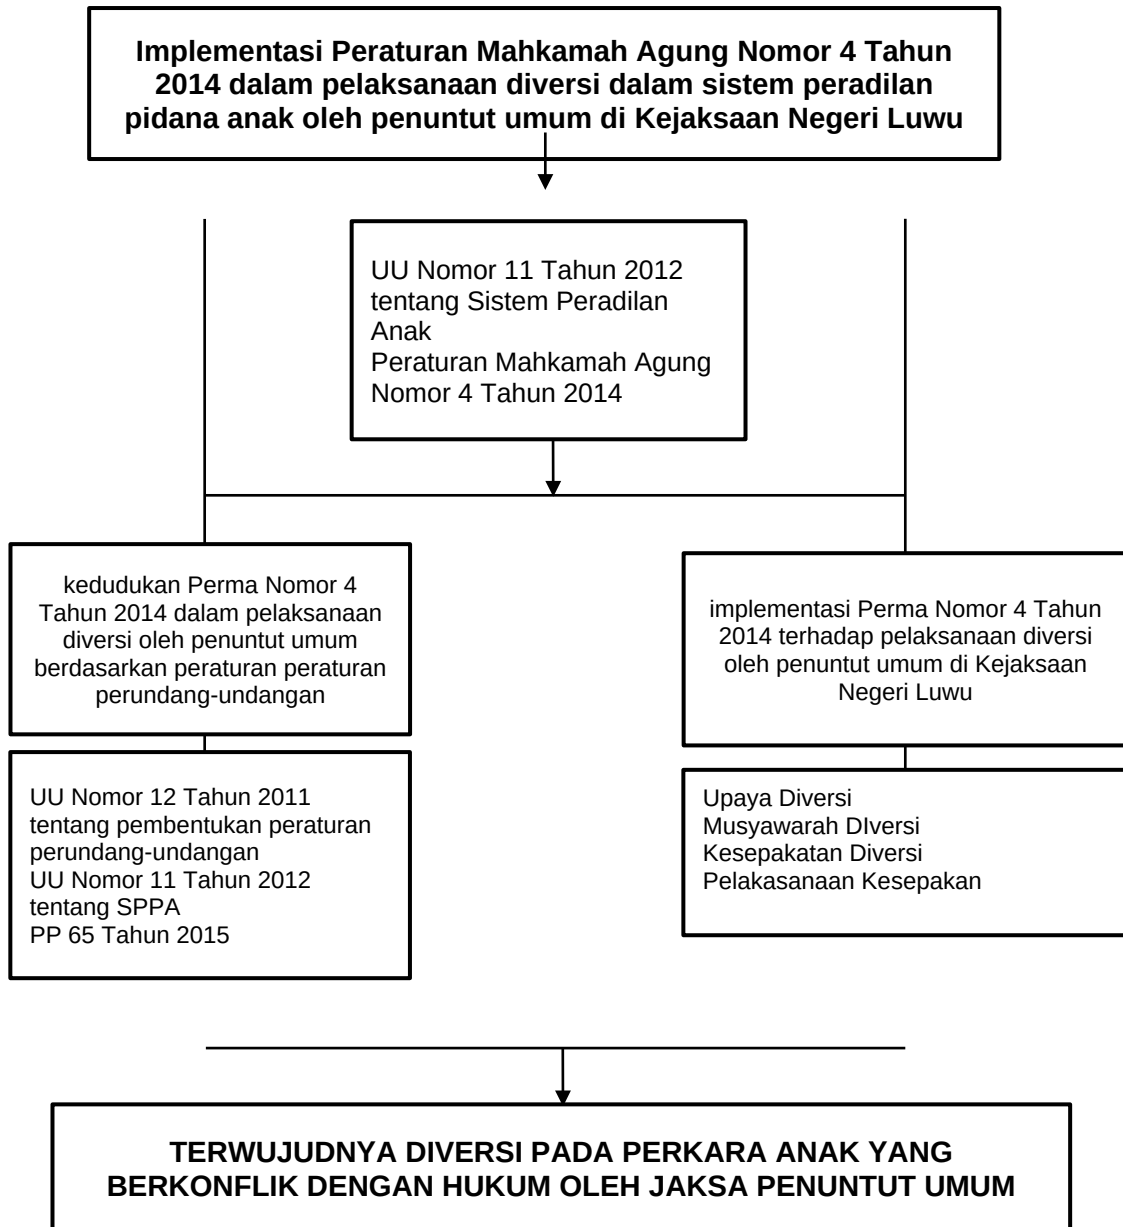 Implementasi Peraturan Mahkamah Agung Nomor 4 Tahun
2014 dalam pelaksanaan diversi dalam sistem peradilan
pidana anak oleh penuntut umum di Kejaksaan Negeri Luwu
UU Nomor 11 Tahun 2012
tentang Sistem Peradilan
Anak
Peraturan Mahkamah Agung
Nomor 4 Tahun 2014
kedudukan Perma Nomor 4
Tahun 2014 dalam pelaksanaan
diversi oleh penuntut umum
berdasarkan peraturan peraturan
perundang-undangan
implementasi Perma Nomor 4 Tahun
2014 terhadap pelaksanaan diversi
oleh penuntut umum di Kejaksaan
Negeri Luwu
UU Nomor 12 Tahun 2011
tentang pembentukan peraturan
perundang-undangan
UU Nomor 11 Tahun 2012
tentang SPPA
PP 65 Tahun 2015
Upaya Diversi
Musyawarah DIversi
Kesepakatan Diversi
Pelakasanaan Kesepakan
TERWUJUDNYA DIVERSI PADA PERKARA ANAK YANG
BERKONFLIK DENGAN HUKUM OLEH JAKSA PENUNTUT UMUM